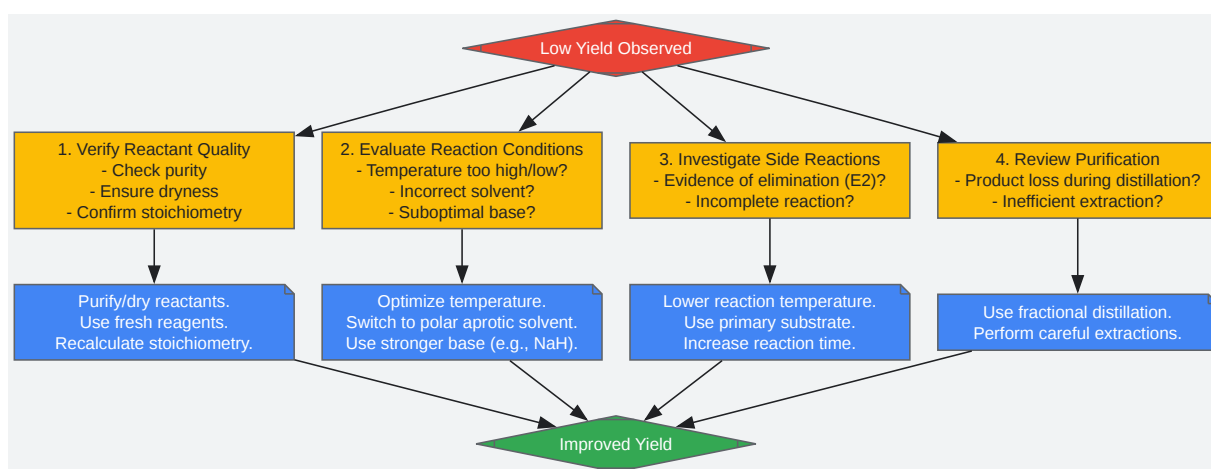 Low Yield Observed
1. Verify Reactant Quality
- Check purity
- Ensure dryness
- Confirm stoichiometry
2. Evaluate Reaction Conditions
- Temperature too high/low?
- Incorrect solvent?
- Suboptimal base?
3. Investigate Side Reactions
- Evidence of elimination (E2)?
- Incomplete reaction?
4. Review Purification
- Product loss during distillation?
- Inefficient extraction?
Purify/dry reactants.
Use fresh reagents.
Recalculate stoichiometry.
Optimize temperature.
Switch to polar aprotic solvent.
Use stronger base (e.g., NaH).
Lower reaction temperature.
Use primary substrate.
Increase reaction time.
Use fractional distillation.
Perform careful extractions.
Improved Yield